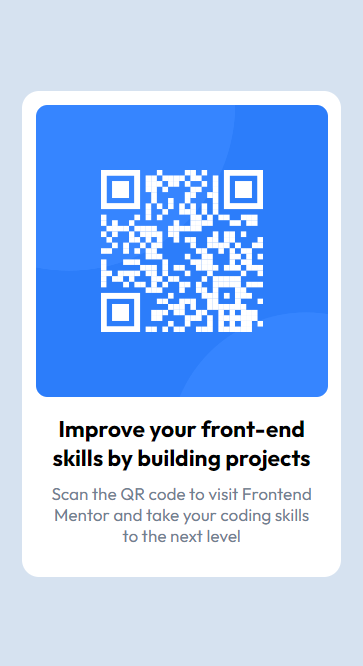 Improve your front-end
skills by building projects
Scan the QR code to visit Frontend
Mentor and take your coding skills
to the next level